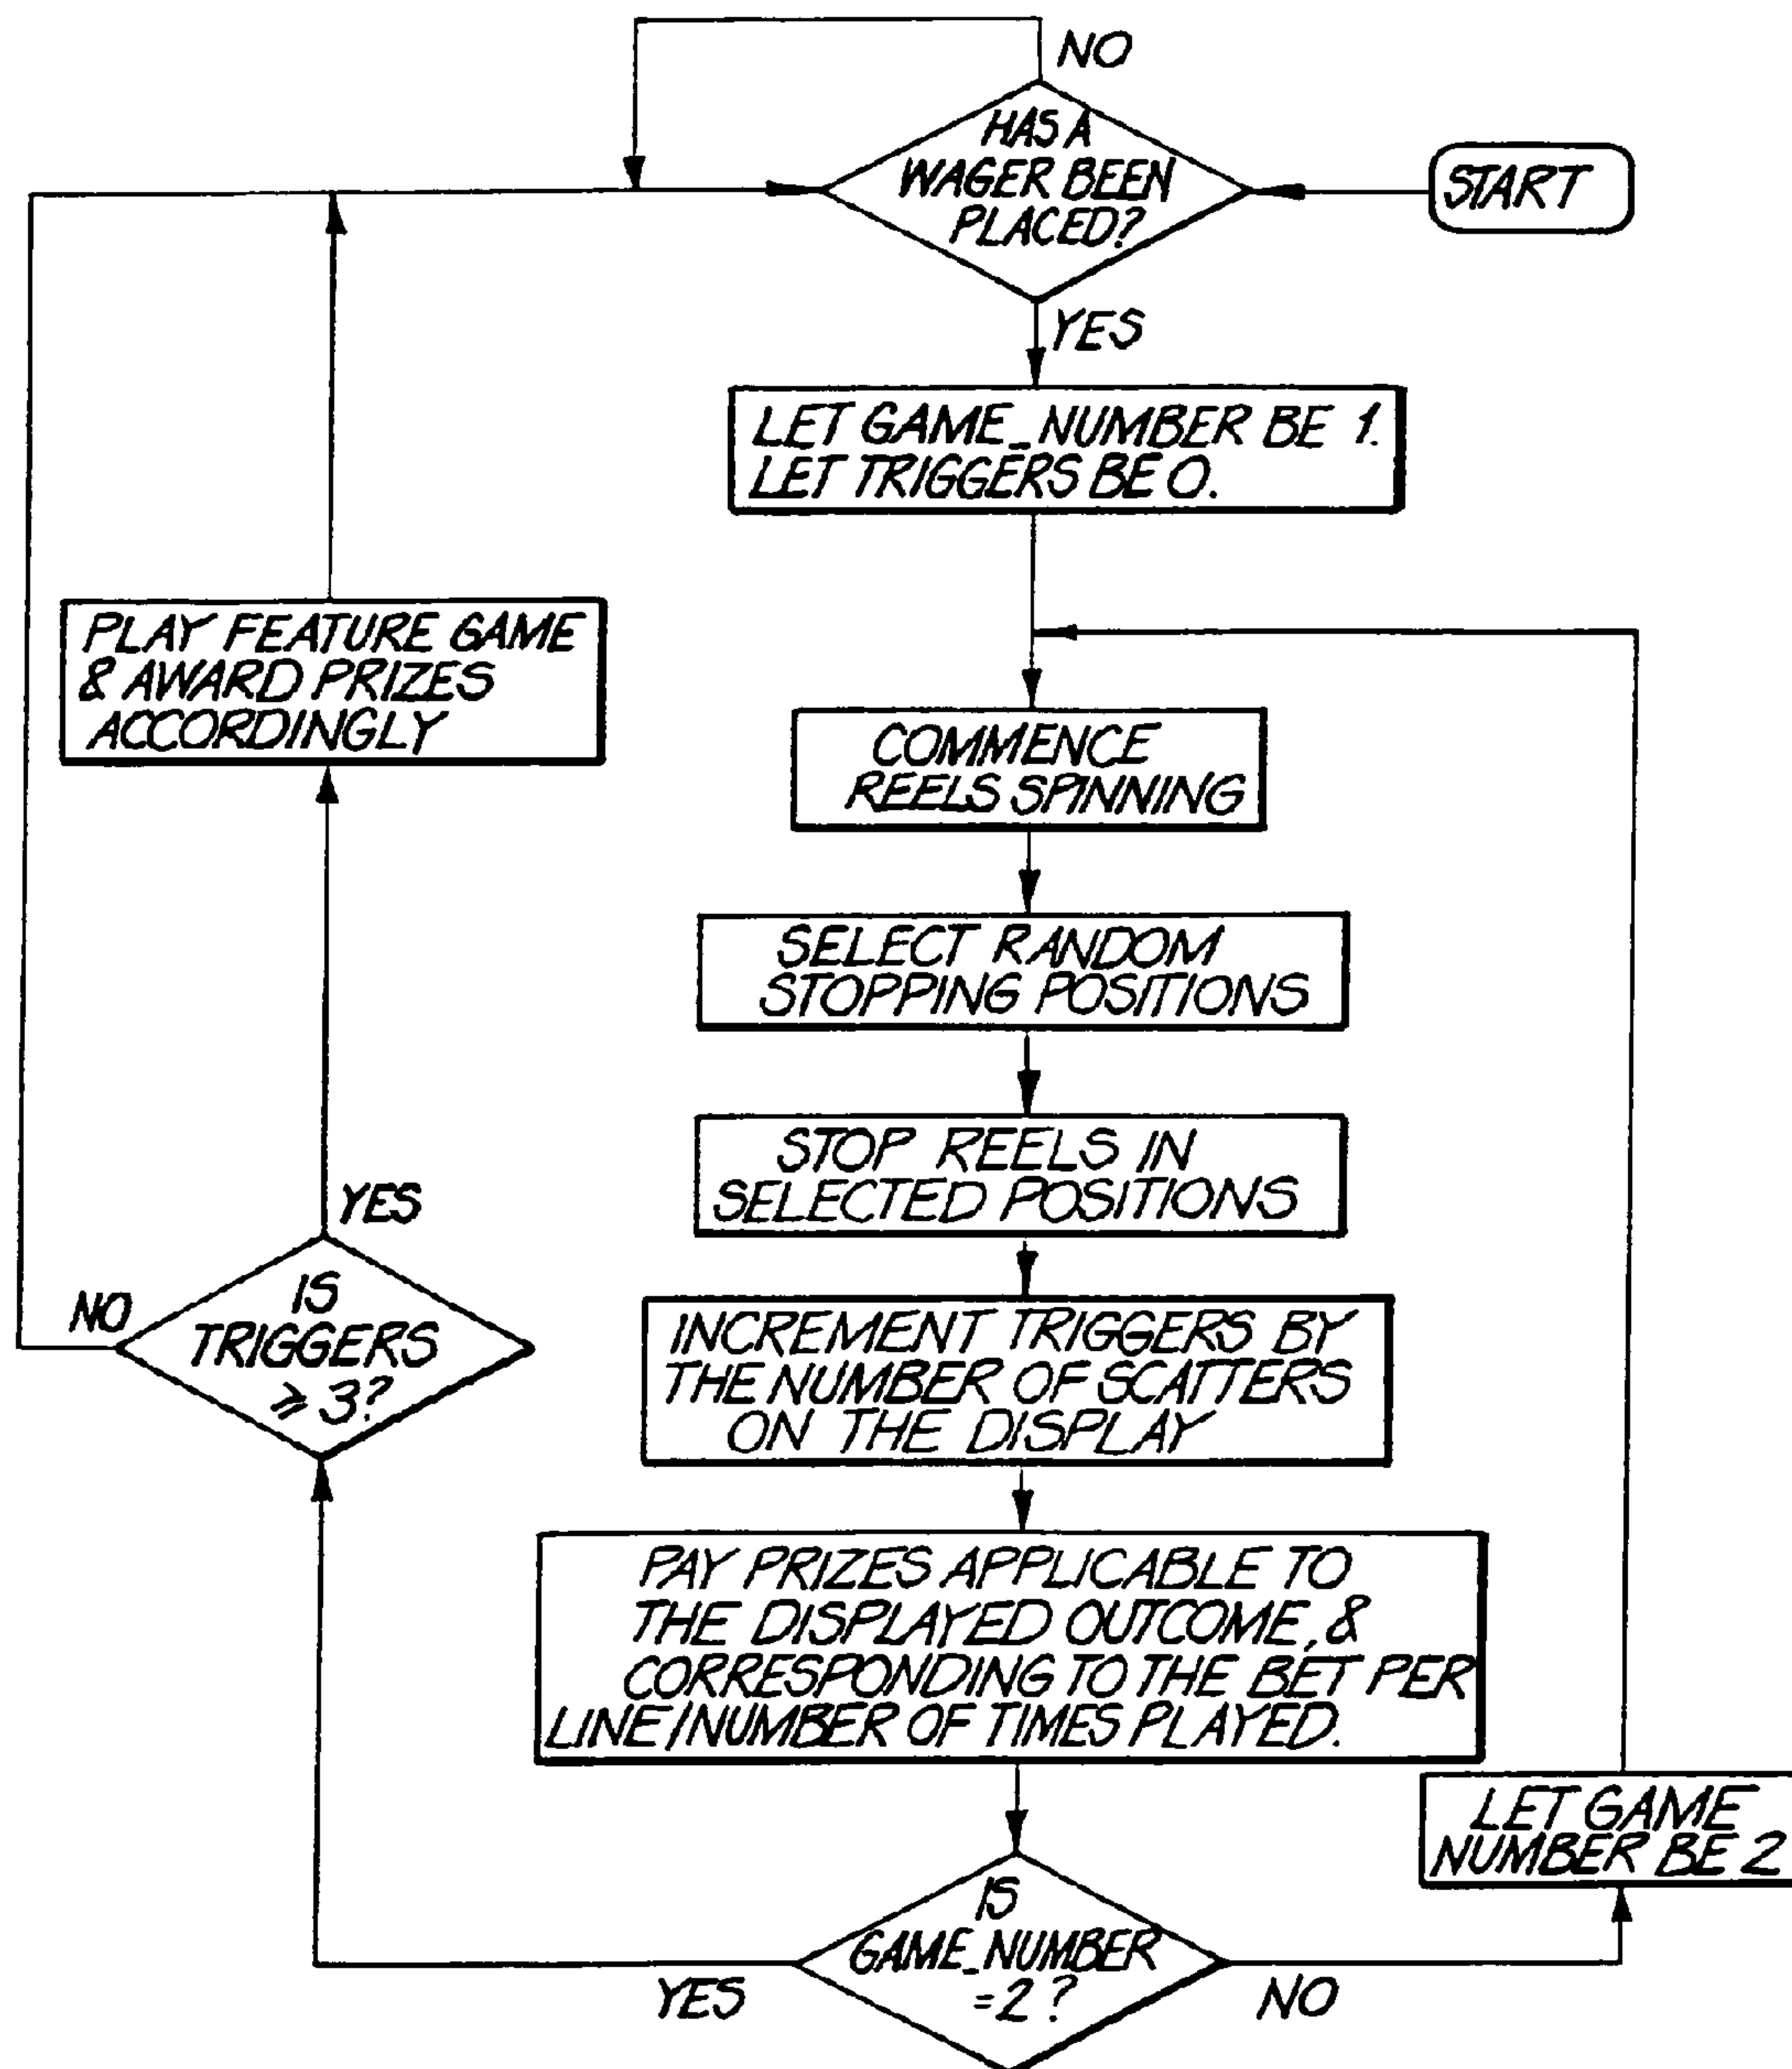 NO
HAS A
WAGER BEEN
PLACED?
START
YES
LET GAME_NUMBER BE 1.
LET TRIGGERS BE 0.
PLAY FEATURE GAME
& AWARD PRIZES
ACCORDINGLY
COMMENCE
REELS SPINNING
SELECT RANDOM
STOPPING POSITIONS
STOP REELS IN
SELECTED POSITIONS
YES
IS
TRIGGERS
⩾ 3?
NO
INCREMENT TRIGGERS BY
THE NUMBER OF SCATTERS
ON THE DISPLAY
PAY PRIZES APPLICABLE TO
THE DISPLAYED OUTCOME, &
CORRESPONDING TO THE BET PER
LINE/NUMBER OF TIMES PLAYED.
LET GAME
NUMBER BE 2
IS
GAME_NUMBER
=2?
YES
NO